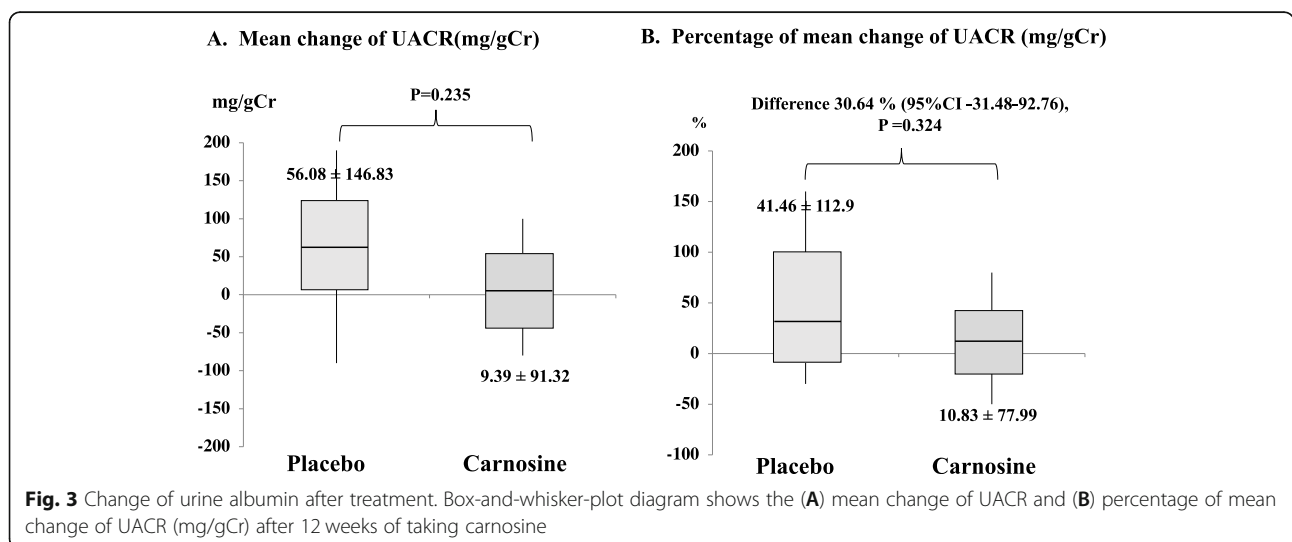 A. Mean change of UACR(mg/gCr)
mg/gCr
P=0.235
200
150
100
50
0
-50
-100
-150
-200
56.08 ± 146.83
9.39 ± 91.32
Placebo Carnosine
B. Percentage of mean change of UACR (mg/gCr)
Difference 30.64 % (95%CI -31.48-92.76),
P =0.324
%
200
150
100
50
0
-50
-100
41.46 ± 112.9
10.83 ± 77.99
Placebo Carnosine
Fig. 3 Change of urine albumin after treatment. Box-and-whisker-plot diagram shows the (A) mean change of UACR and (B) percentage of mean
change of UACR (mg/gCr) after 12 weeks of taking carnosine